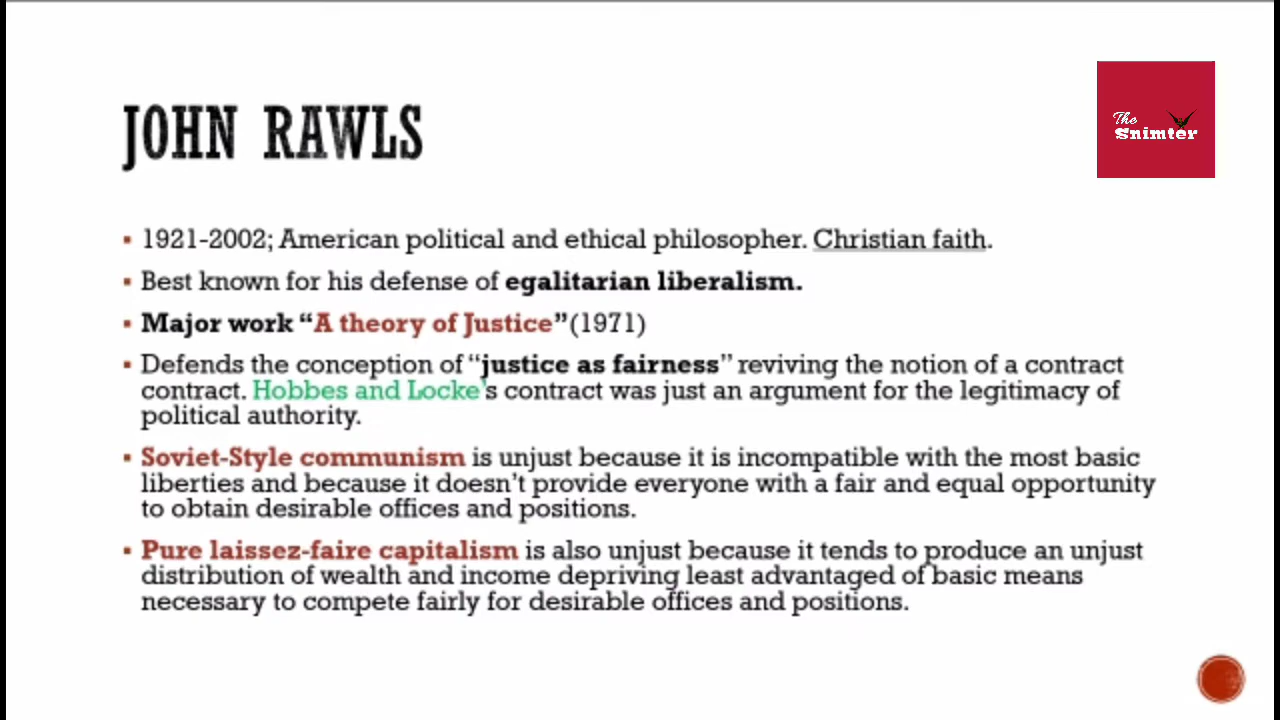 The
Snimter
JOHN RAWLS
▪ 1921-2002; American political and ethical philosopher. Christian faith.
▪ Best known for his defense of egalitarian liberalism.
▪ Major work “A theory of Justice”(1971)
▪ Defends the conception of “justice as fairness” reviving the notion of a contract
contract. Hobbes and Locke’s contract was just an argument for the legitimacy of
political authority.
▪ Soviet-Style communism is unjust because it is incompatible with the most basic
liberties and because it doesn’t provide everyone with a fair and equal opportunity
to obtain desirable offices and positions.
▪ Pure laissez-faire capitalism is also unjust because it tends to produce an unjust
distribution of wealth and income depriving least advantaged of basic means
necessary to compete fairly for desirable offices and positions.